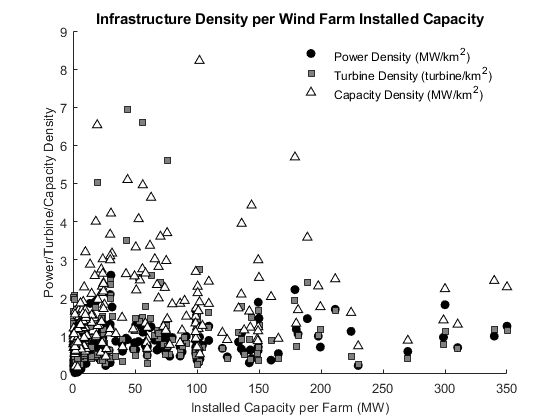 Infrastructure Density per Wind Farm Installed Capacity
9
8
7
6
5
4
3
2
1
0
Power/Turbine/Capacity Density
Power Density (MW/km²)
Turbine Density (turbine/km²)
Capacity Density (MW/km²)
0 50 100 150 200 250 300 350
Installed Capacity per Farm (MW)